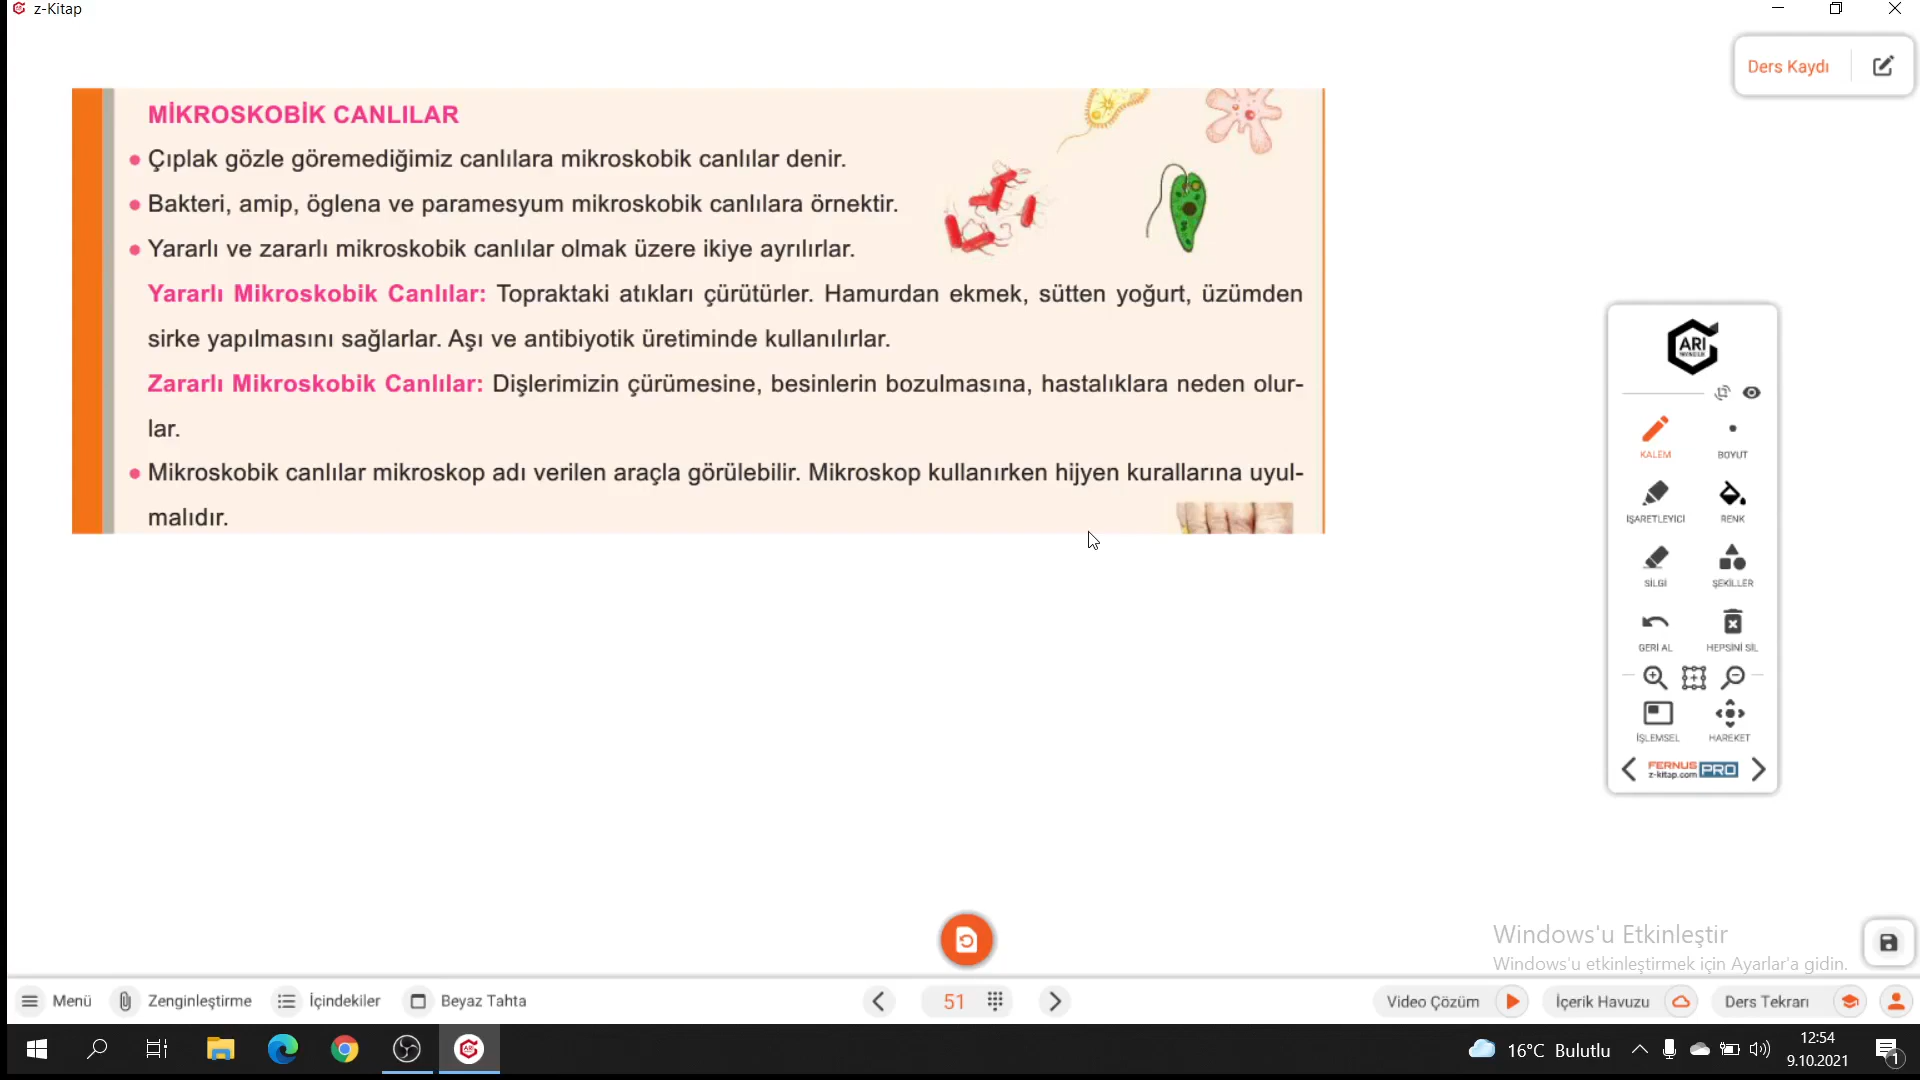 z-Kitap
Ders Kaydı
MİKROSKOBİK CANLILAR
Çıplak gözle göremediğimiz canlılara mikroskobik canlılar denir.
Bakteri, amip, öglena ve paramesyum mikroskobik canlılara örnektir.
Yararlı ve zararlı mikroskobik canlılar olmak üzere ikiye ayrılırlar.
Yararlı Mikroskobik Canlılar: Topraktaki atıkları çürütürler. Hamurdan ekmek, sütten yoğurt, üzümden
sirke yapılmasını sağlarlar. Aşı ve antibiyotik üretiminde kullanılırlar.
Zararlı Mikroskobik Canlılar: Dişlerimizin çürümesine, besinlerin bozulmasına, hastalıklara neden olur-
lar.
Mikroskobik canlılar mikroskop adı verilen araçla görülebilir. Mikroskop kullanırken hijyen kurallarına uyul-
malıdır.
ARI
KALEM
BOYUT
İŞARETLEYİCİ
RENK
SİLGİ
ŞEKİLLER
GERİ AL
HEPSİNİ SİL
İŞLEMSEL
HAREKET
FERNUS
z-kitap.com PRO
Windows'u Etkinleştir
Windows'u etkinleştirmek için Ayarlar'a gidin.
Menü
Zenginleştirme
İçindekiler
Beyaz Tahta
51
Video Çözüm
İçerik Havuzu
Ders Tekrarı
16°C Bulutlu
12:54
9.10.2021
1